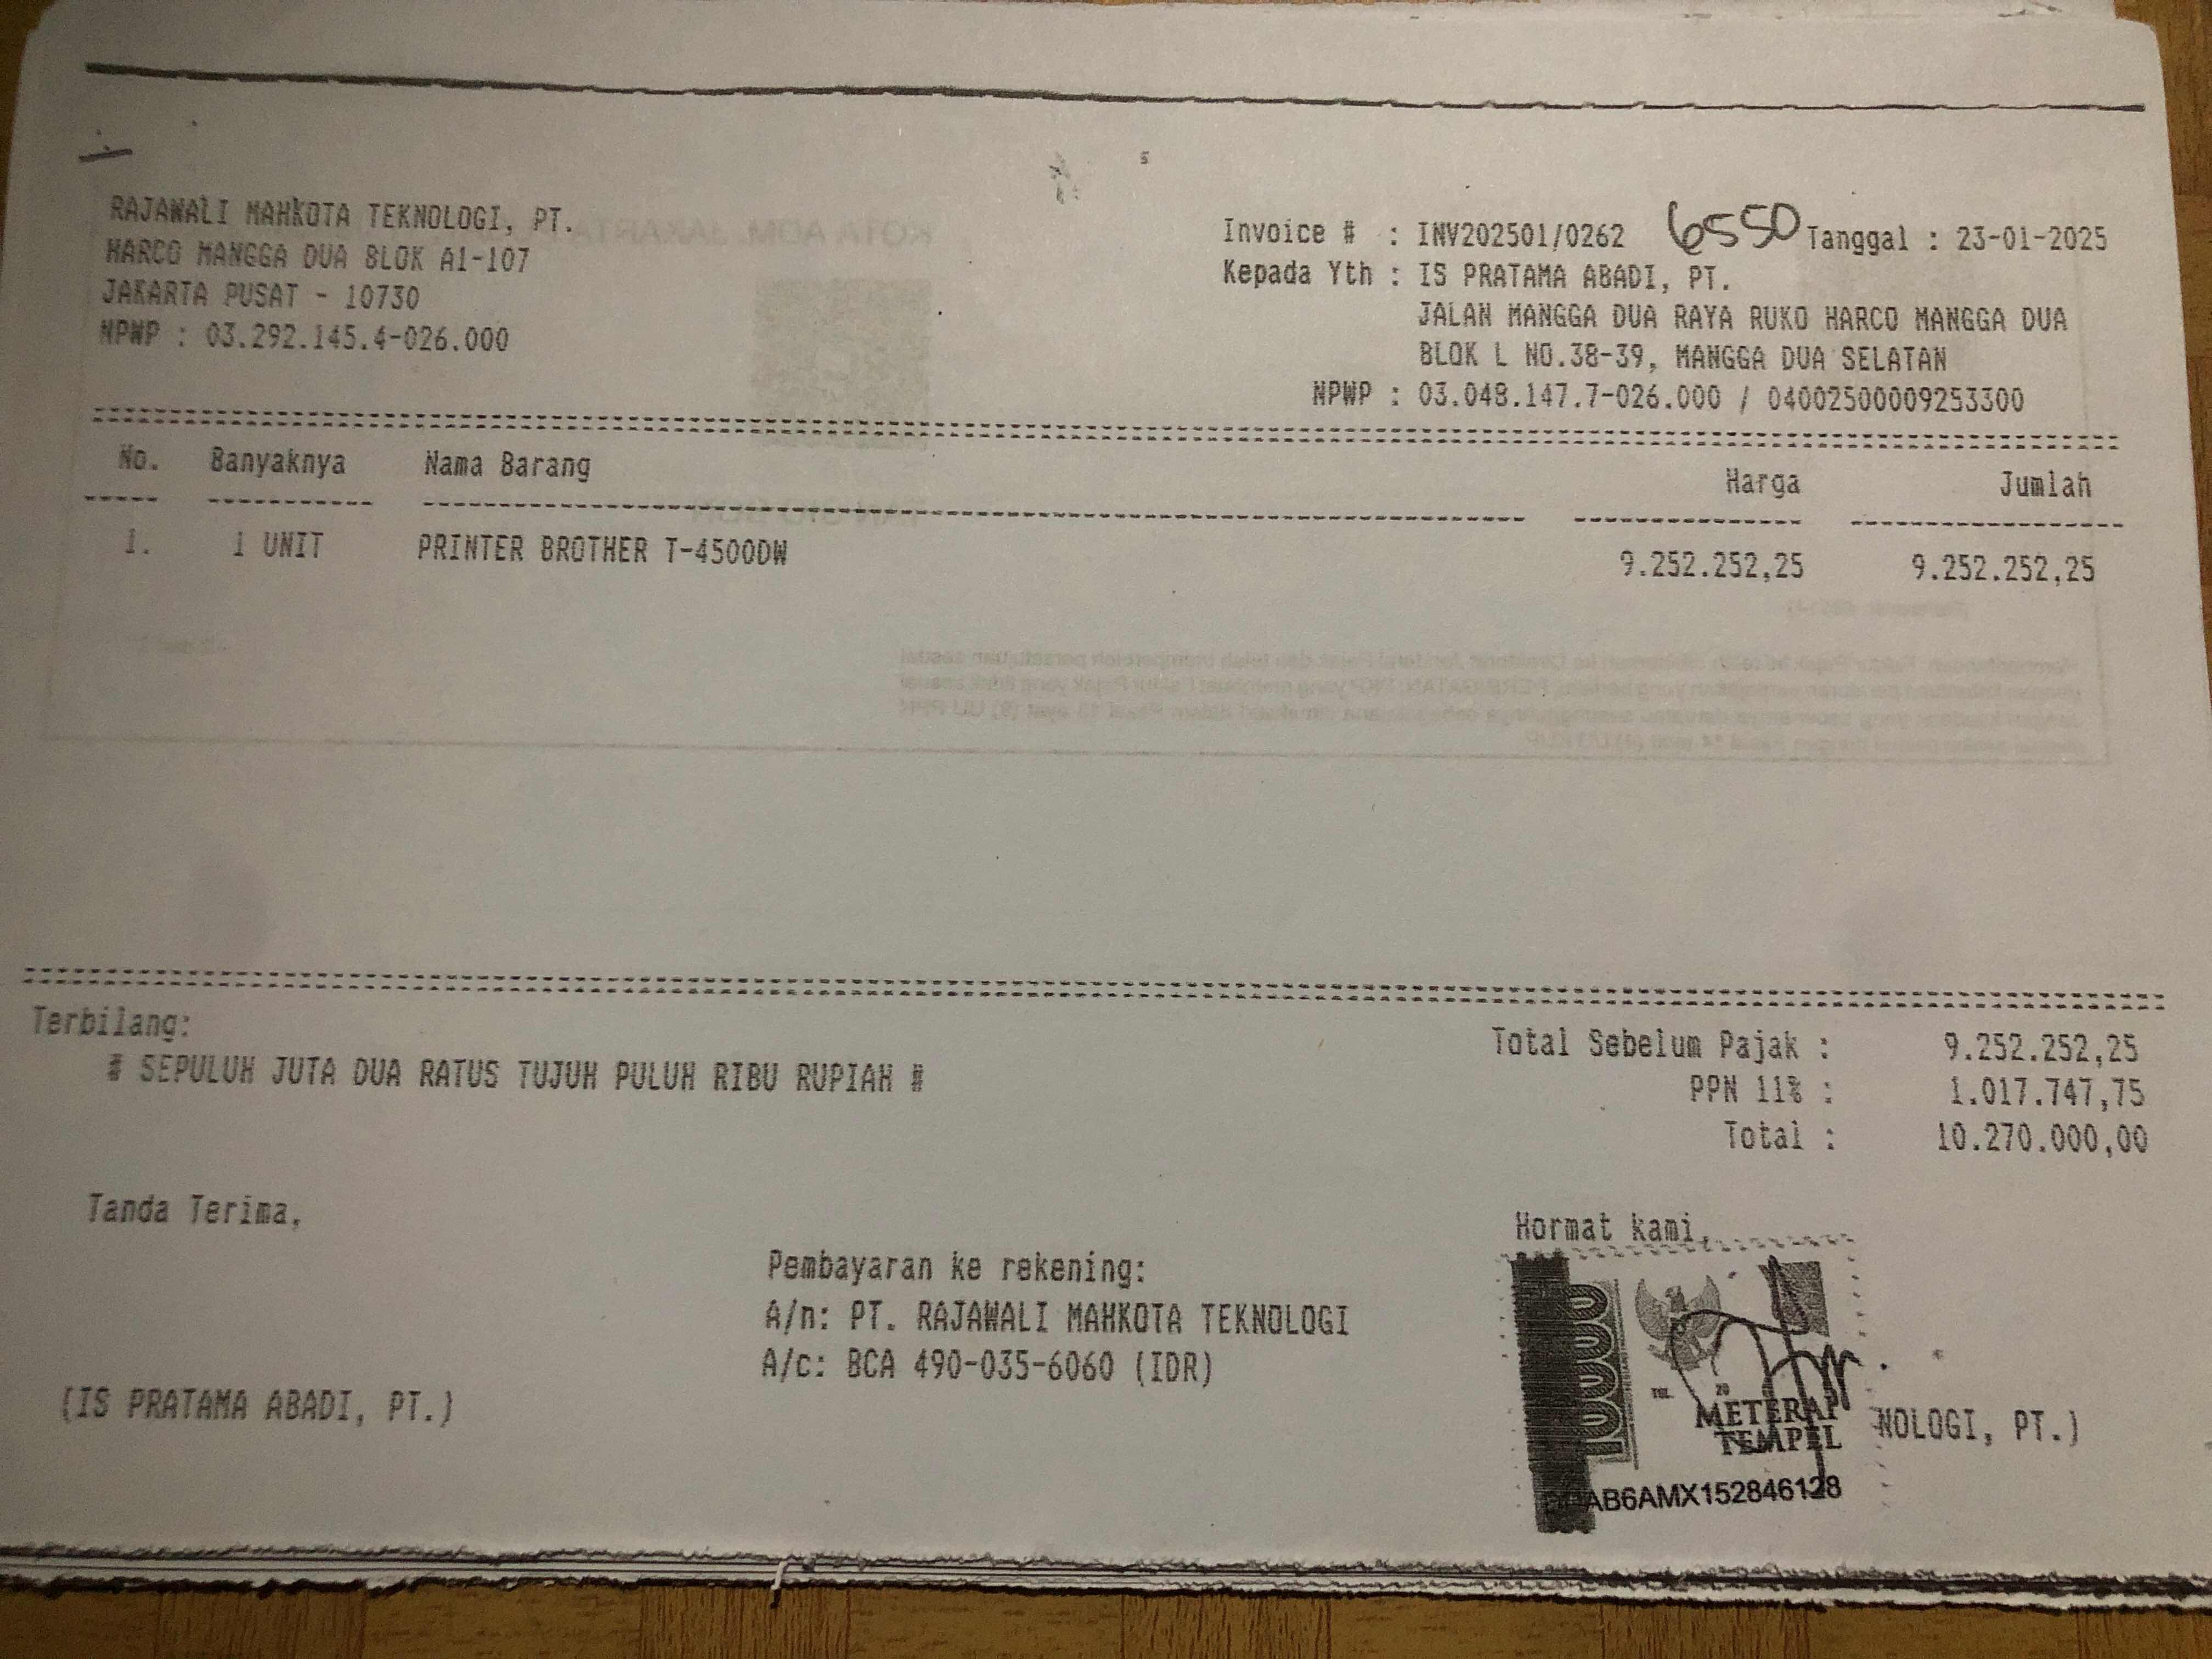 RAJAWALI MAHKOTA TEKNOLOGI, PT.
HARCO MANGGA DUA BLOK A1-107
JAKARTA PUSAT - 10730
NPWP : 03.292.145.4-026.000
Invoice # : INV202501/0262 6550 Tanggal : 23-01-2025
Kepada Yth : IS PRATAMA ABADI, PT.
JALAN MANGGA DUA RAYA RUKO HARCO MANGGA DUA
BLOK L NO.38-39, MANGGA DUA SELATAN
NPWP : 03.048.147.7-026.000 / 04002500009253300
No. Banyaknya Nama Barang Harga Jumlah
1. 1 UNIT PRINTER BROTHER T-4500DW 9.252.252,25 9.252.252,25
Terbilang:
# SEPULUH JUTA DUA RATUS TUJUH PULUH RIBU RUPIAH #
Total Sebelum Pajak : 9.252.252,25
PPN 11% : 1.017.747,75
Total : 10.270.000,00
Tanda Terima,
Hormat kami,
Pembayaran ke rekening:
A/n: PT. RAJAWALI MAHKOTA TEKNOLOGI
A/c: BCA 490-035-6060 (IDR)
(IS PRATAMA ABADI, PT.)
10000
TGL 20
METERAI
TEMPEL
NOLOGI, PT.)
AB6AMX152846128